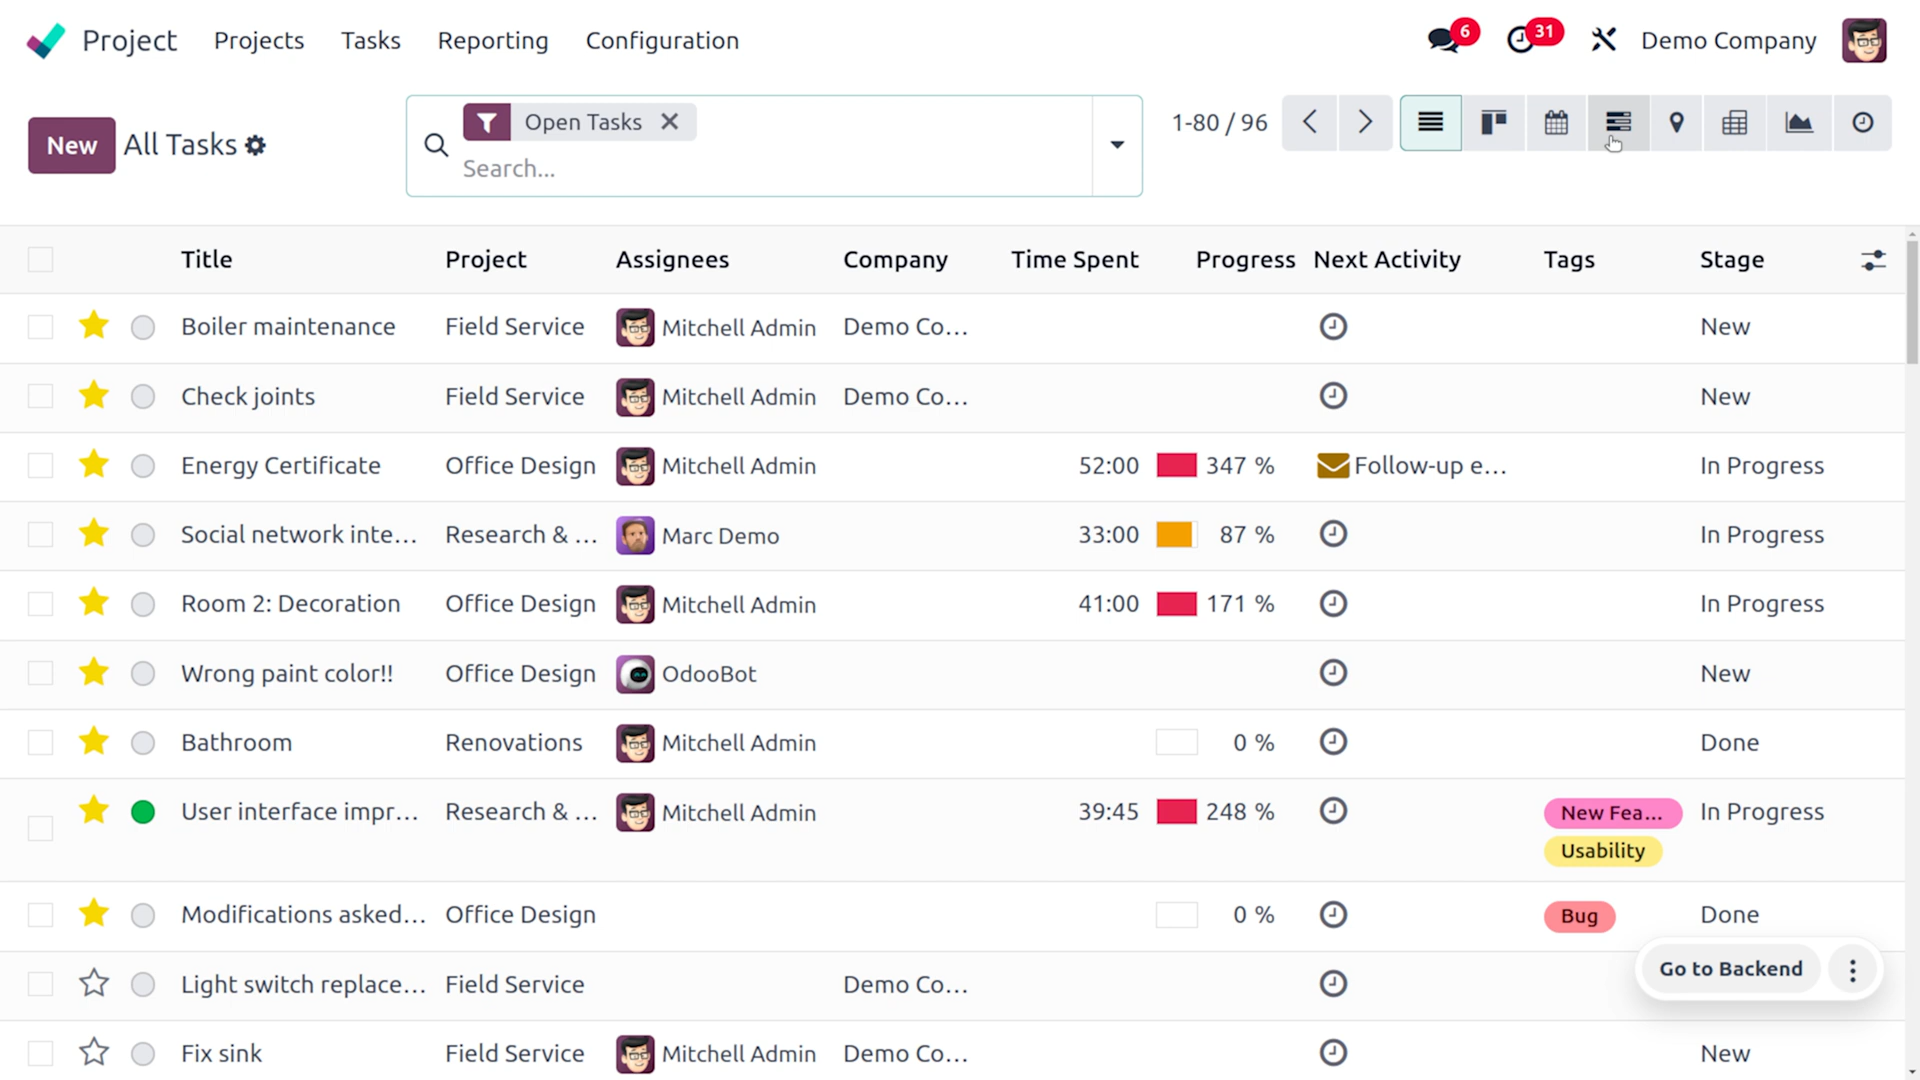 Project Projects Tasks Reporting Configuration 6 31 Demo Company
New All Tasks Open Tasks 1-80 / 96
Search...
Title Project Assignees Company Time Spent Progress Next Activity Tags Stage
Boiler maintenance Field Service Mitchell Admin Demo Co... New
Check joints Field Service Mitchell Admin Demo Co... New
Energy Certificate Office Design Mitchell Admin 52:00 347 % Follow-up e... In Progress
Social network inte... Research & ... Marc Demo 33:00 87 % In Progress
Room 2: Decoration Office Design Mitchell Admin 41:00 171 % In Progress
Wrong paint color!! Office Design OdooBot New
Bathroom Renovations Mitchell Admin 0 % Done
User interface impr... Research & ... Mitchell Admin 39:45 248 % New Fea... In Progress
Usability
Modifications asked... Office Design 0 % Bug Done
Go to Backend
Light switch replace... Field Service Demo Co...
Fix sink Field Service Mitchell Admin Demo Co... New